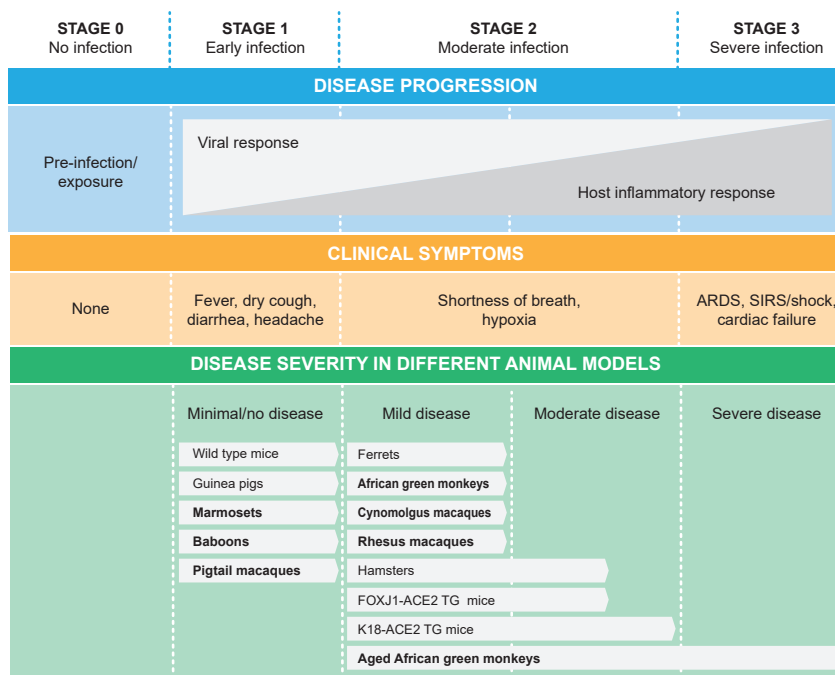 STAGE 0
No infection
STAGE 1
Early infection
STAGE 2
Moderate infection
STAGE 3
Severe infection
DISEASE PROGRESSION
Pre-infection/
exposure
Viral response
Host inflammatory response
CLINICAL SYMPTOMS
None
Fever, dry cough,
diarrhea, headache
Shortness of breath,
hypoxia
ARDS, SIRS/shock,
cardiac failure
DISEASE SEVERITY IN DIFFERENT ANIMAL MODELS
Minimal/no disease
Mild disease
Moderate disease
Severe disease
Wild type mice
Guinea pigs
Marmosets
Baboons
Pigtail macaques
Ferrets
African green monkeys
Cynomolgus macaques
Rhesus macaques
Hamsters
FOXJ1-ACE2 TG mice
K18-ACE2 TG mice
Aged African green monkeys